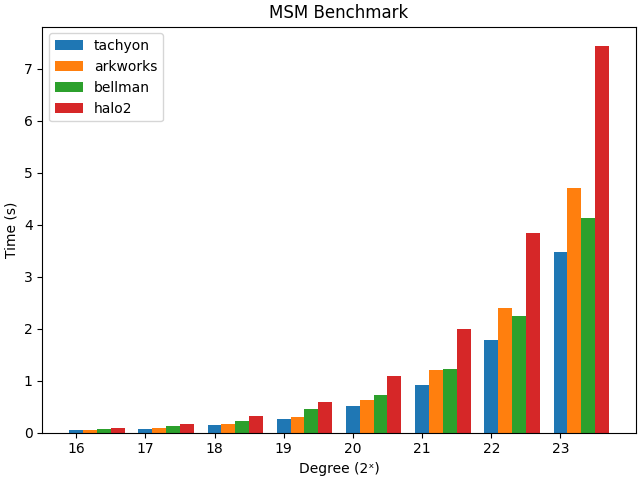 MSM Benchmark
tachyon
arkworks
bellman
halo2
7
6
5
4
3
2
1
0
Time (s)
16 17 18 19 20 21 22 23
Degree (2ˣ)